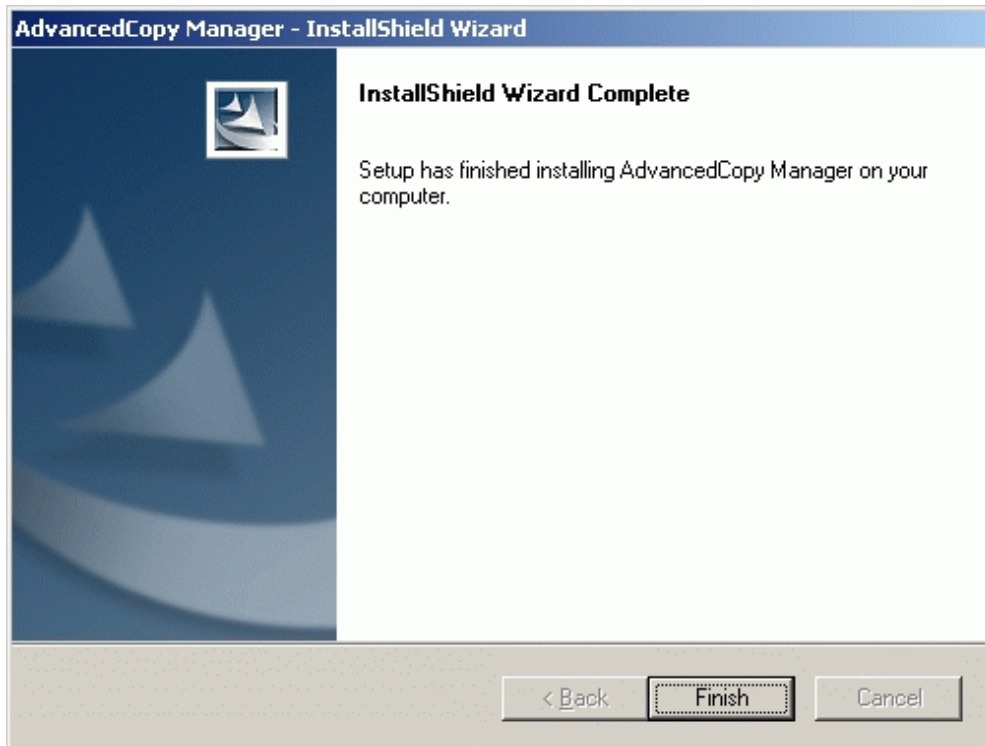 AdvancedCopy Manager - InstallShield Wizard
InstallShield Wizard Complete
Setup has finished installing AdvancedCopy Manager on your
computer.
< Back
Finish
Cancel